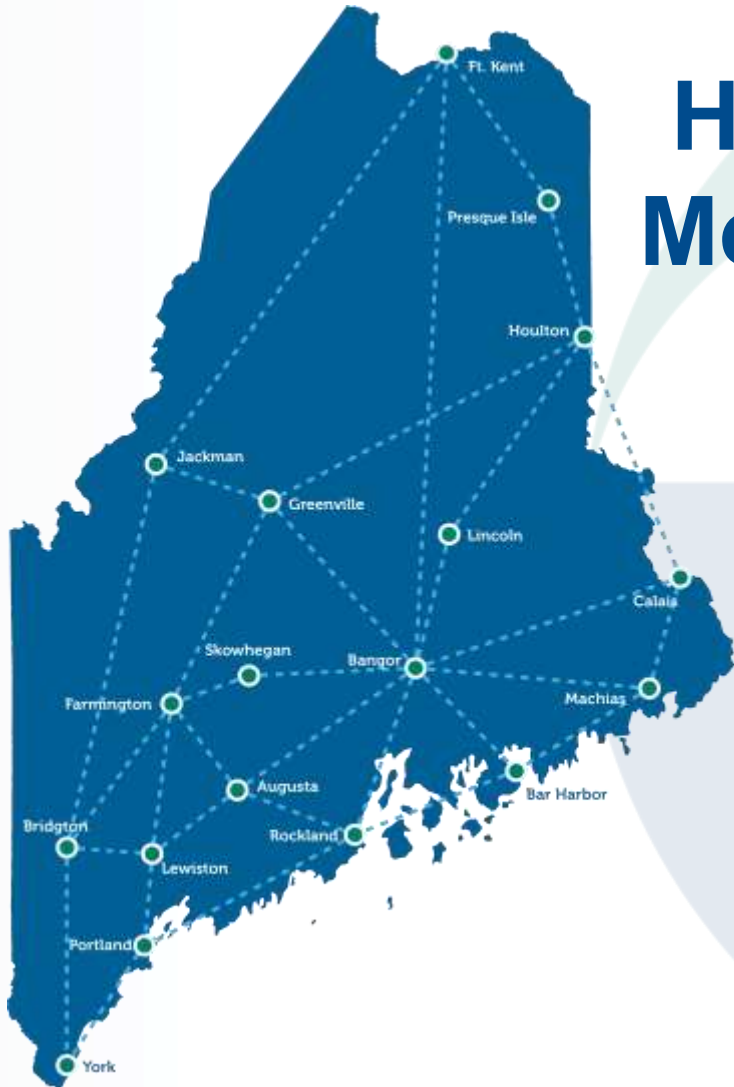 Ft. Kent
H
Me
Presque Isle
Houlton
Jackman
Greenville
Lincoln
Calais
Skowhegan
Bangor
Machias
Farmington
Augusta
Bar Harbor
Bridgton
Rockland
Lewiston
Portland
York